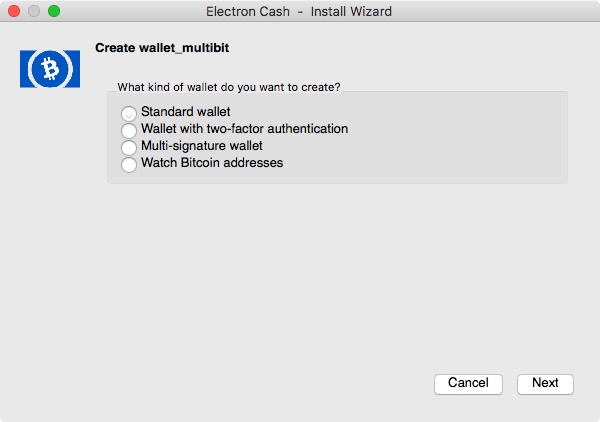 Electron Cash  -  Install Wizard
Create wallet_multibit
What kind of wallet do you want to create?
Standard wallet
Wallet with two-factor authentication
Multi-signature wallet
Watch Bitcoin addresses
Cancel
Next